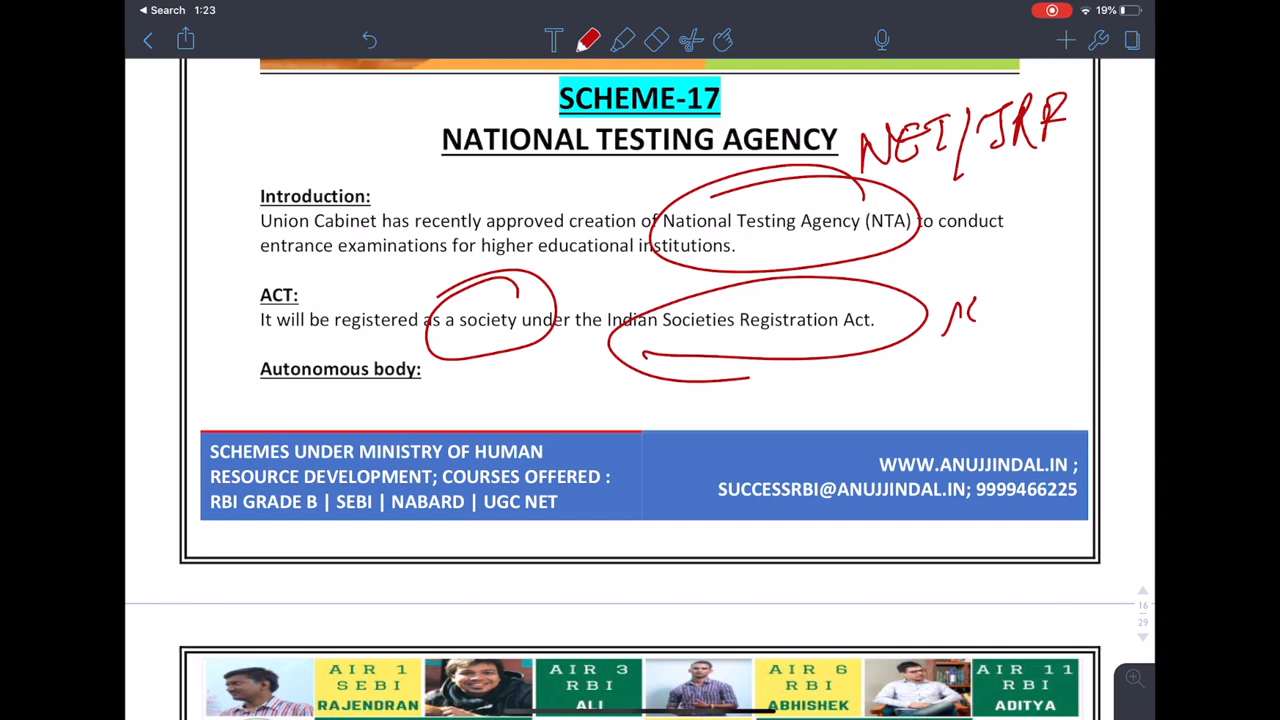 Search 1:23
19%
SCHEME-17
NATIONAL TESTING AGENCY
NET/JRF
Introduction:
Union Cabinet has recently approved creation of National Testing Agency (NTA) to conduct
entrance examinations for higher educational institutions.
ACT:
It will be registered as a society under the Indian Societies Registration Act.
Autonomous body:
SCHEMES UNDER MINISTRY OF HUMAN
RESOURCE DEVELOPMENT; COURSES OFFERED :
RBI GRADE B | SEBI | NABARD | UGC NET
WWW.ANUJJINDAL.IN ;
SUCCESSRBI@ANUJJINDAL.IN; 9999466225
16
29
AIR 1
SEBI
RAJENDRAN
AIR 3
RBI
ALI
AIR 6
RBI
ABHISHEK
AIR 11
RBI
ADITYA